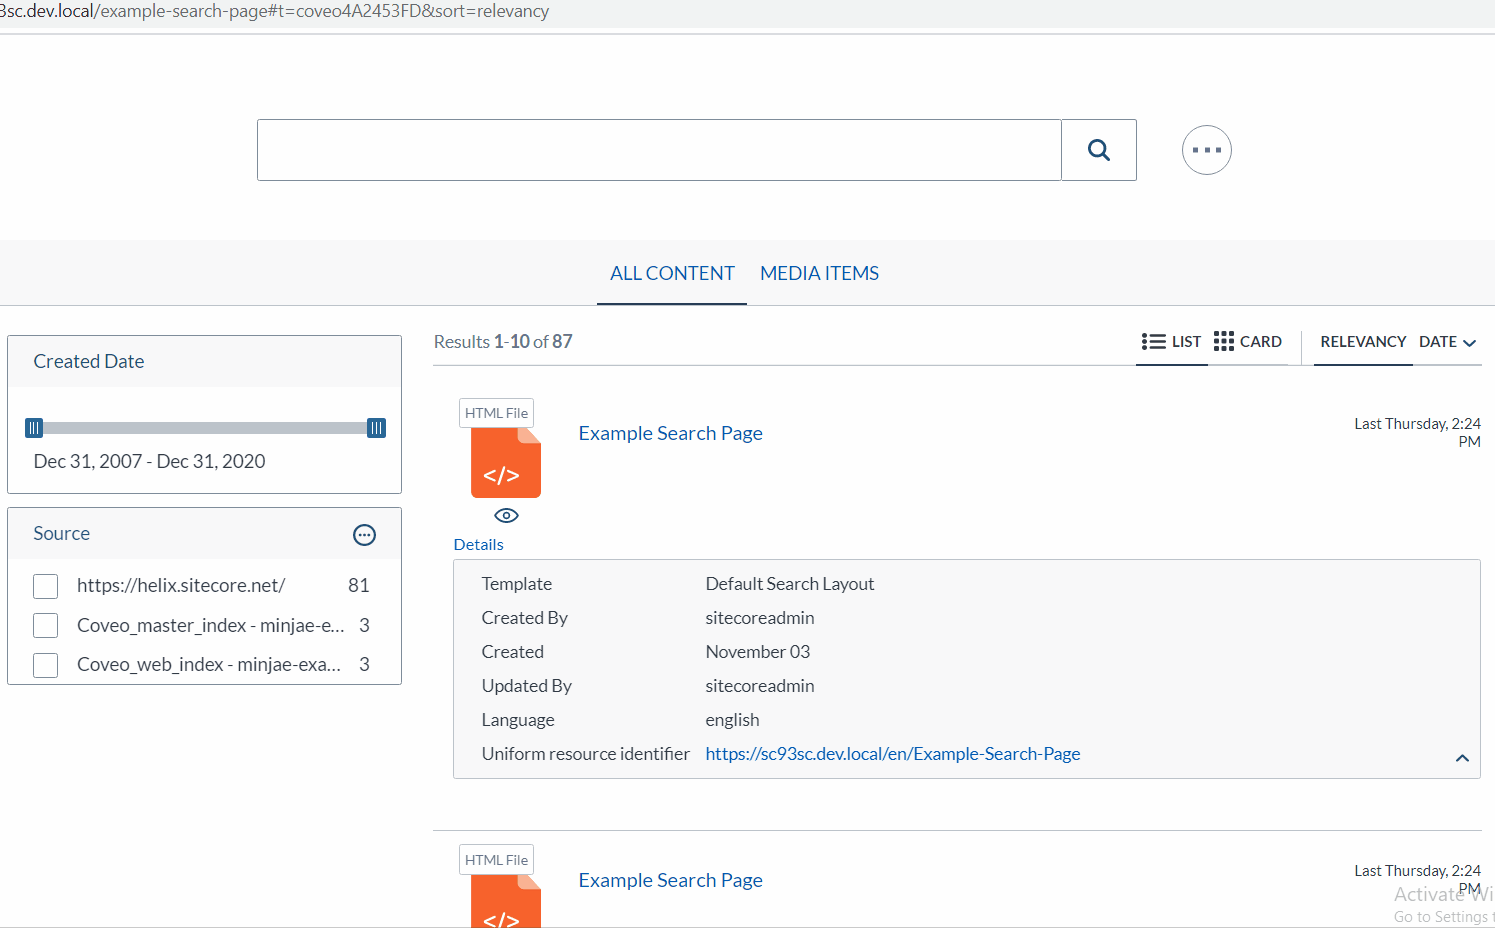 3sc.dev.local/example-search-page#t=coveo4A2453FD&sort=relevancy
ALL CONTENT MEDIA ITEMS
Created Date
Dec 31, 2007 - Dec 31, 2020
Source
https://helix.sitecore.net/ 81
Coveo_master_index - minjae-e... 3
Coveo_web_index - minjae-exa... 3
Results 1-10 of 87
LIST CARD RELEVANCY DATE
HTML File
</>
Example Search Page
Last Thursday, 2:24
PM
Details
Template Default Search Layout
Created By sitecoreadmin
Created November 03
Updated By sitecoreadmin
Language english
Uniform resource identifier https://sc93sc.dev.local/en/Example-Search-Page
HTML File
</>
Example Search Page
Last Thursday, 2:24
PM
Activate Wi
Go to Settings t